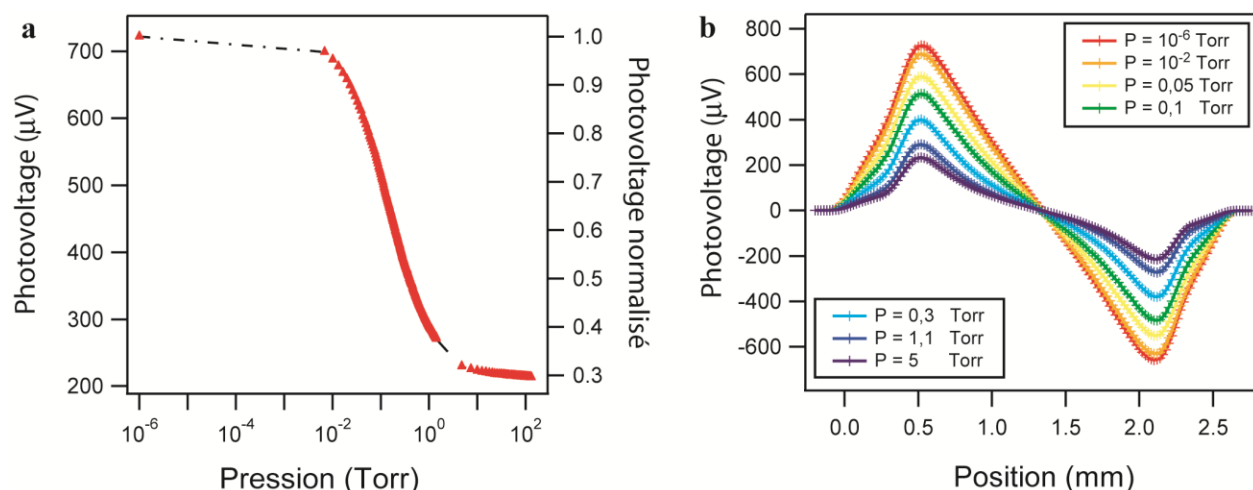 a
Photovoltage (µV)
700
600
500
400
300
200
1.0
0.9
0.8
0.7
0.6
0.5
0.4
0.3
Photovoltage normalisé
10⁻⁶
10⁻⁴
10⁻²
10⁰
10²
Pression (Torr)
b
Photovoltage (µV)
800
600
400
200
0
-200
-400
-600
P = 10⁻⁶ Torr
P = 10⁻² Torr
P = 0,05 Torr
P = 0,1 Torr
P = 0,3 Torr
P = 1,1 Torr
P = 5 Torr
0.0
0.5
1.0
1.5
2.0
2.5
Position (mm)